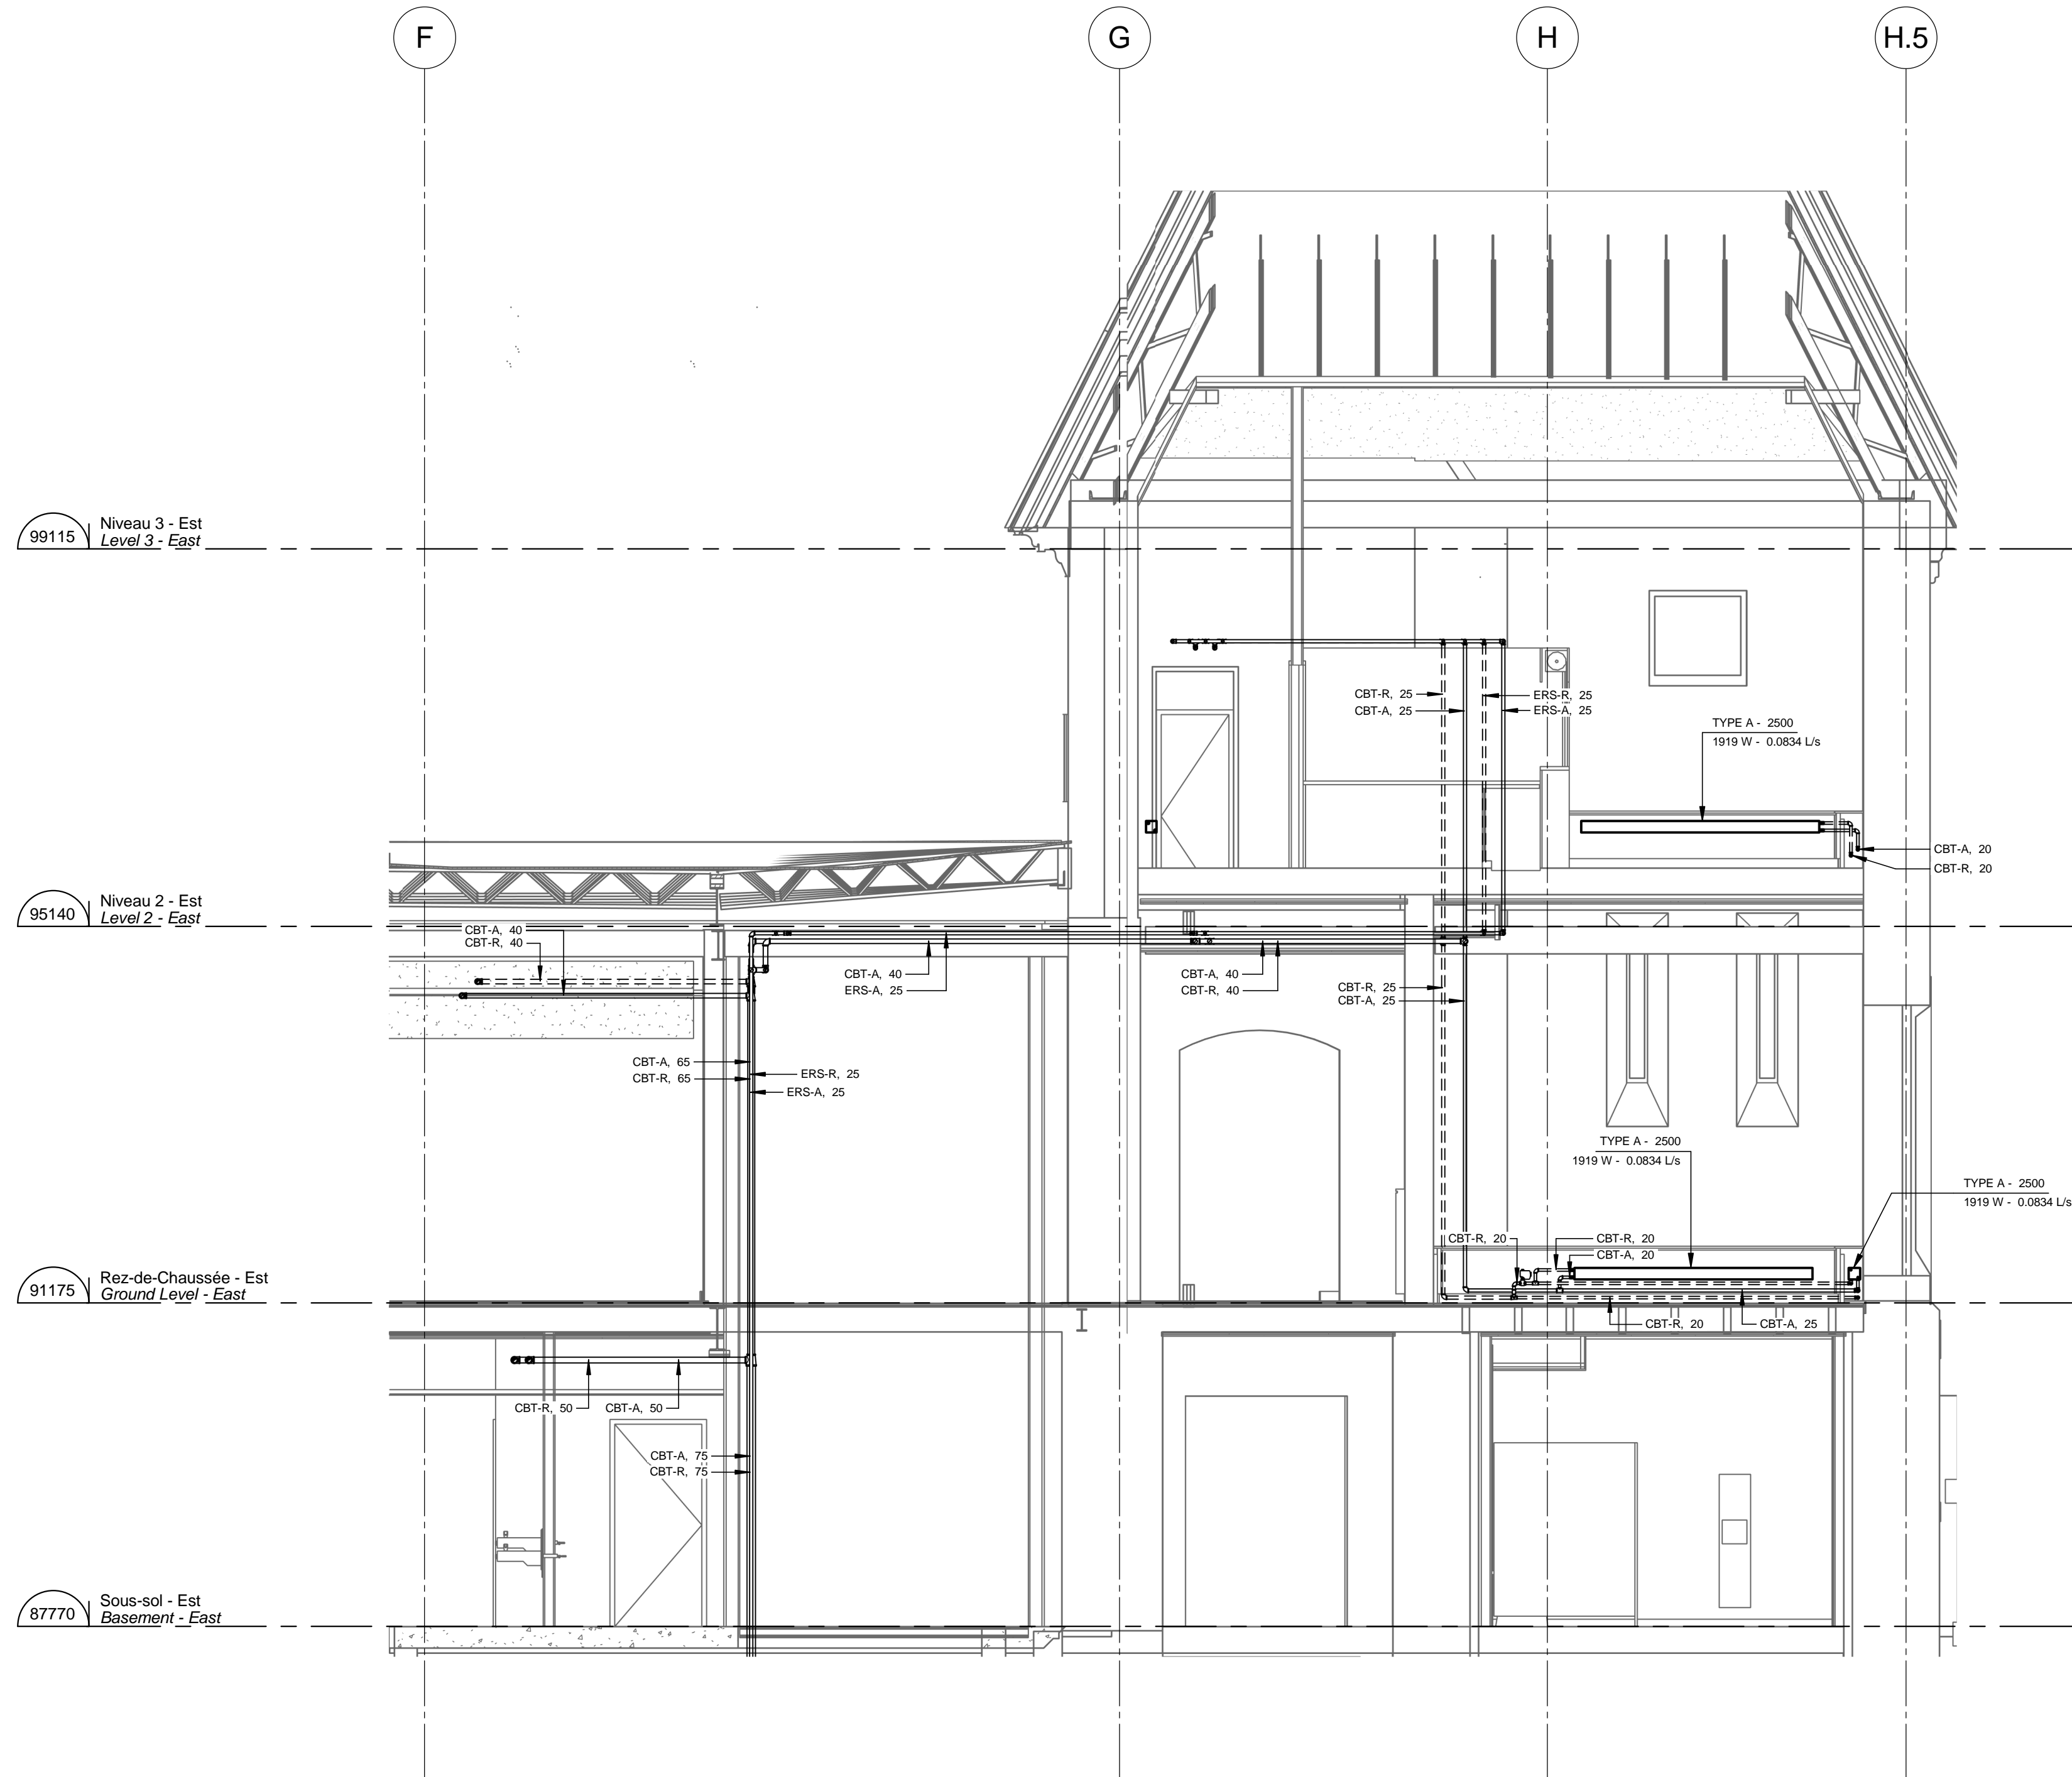 F
G
H
H.5
99115
Niveau 3 - Est
Level 3 - East
CBT-R, 25
ERS-R, 25
CBT-A, 25
ERS-A, 25
TYPE A - 2500
1919 W - 0.0834 L/s
CBT-A, 20
CBT-R, 20
95140
Niveau 2 - Est
Level 2 - East
CBT-A, 40
CBT-R, 40
CBT-A, 40
ERS-A, 25
CBT-A, 40
CBT-R, 40
CBT-R, 25
CBT-A, 25
CBT-A, 65
CBT-R, 65
ERS-R, 25
ERS-A, 25
TYPE A - 2500
1919 W - 0.0834 L/s
TYPE A - 2500
1919 W - 0.0834 L/s
CBT-R, 20
CBT-R, 20
CBT-A, 20
91175
Rez-de-Chaussée - Est
Ground Level - East
CBT-R, 20
CBT-A, 25
CBT-R, 50
CBT-A, 50
CBT-A, 75
CBT-R, 75
87770
Sous-sol - Est
Basement - East